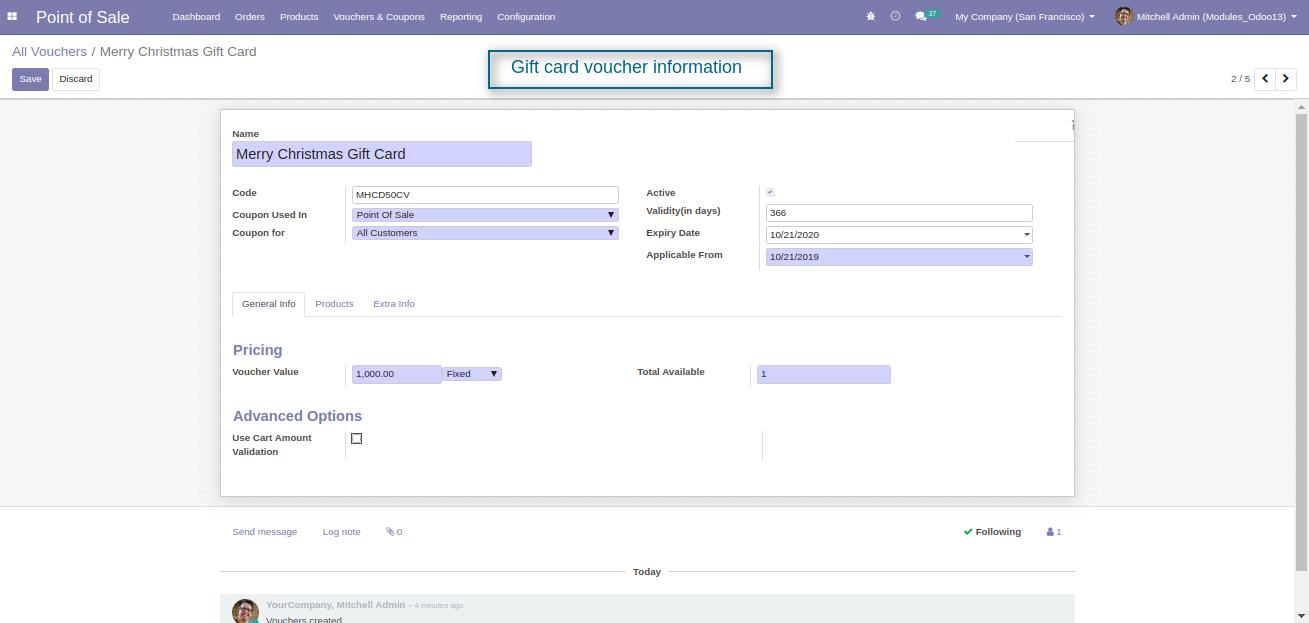 Point of Sale Dashboard Orders Products Vouchers & Coupons Reporting Configuration 37 My Company (San Francisco) Mitchell Admin (Modules_Odoo13)
All Vouchers / Merry Christmas Gift Card
Gift card voucher information
Save Discard 2 / 5
Name
Merry Christmas Gift Card
Code MHCD50CV Active
Coupon Used In Point Of Sale Validity(in days) 366
Coupon for All Customers Expiry Date 10/21/2020
Applicable From 10/21/2019
General Info Products Extra Info
Pricing
Voucher Value 1,000.00 Fixed Total Available 1
Advanced Options
Use Cart Amount
Validation
Send message Log note 0 Following 1
Today
YourCompany, Mitchell Admin - 4 minutes ago
Vouchers created